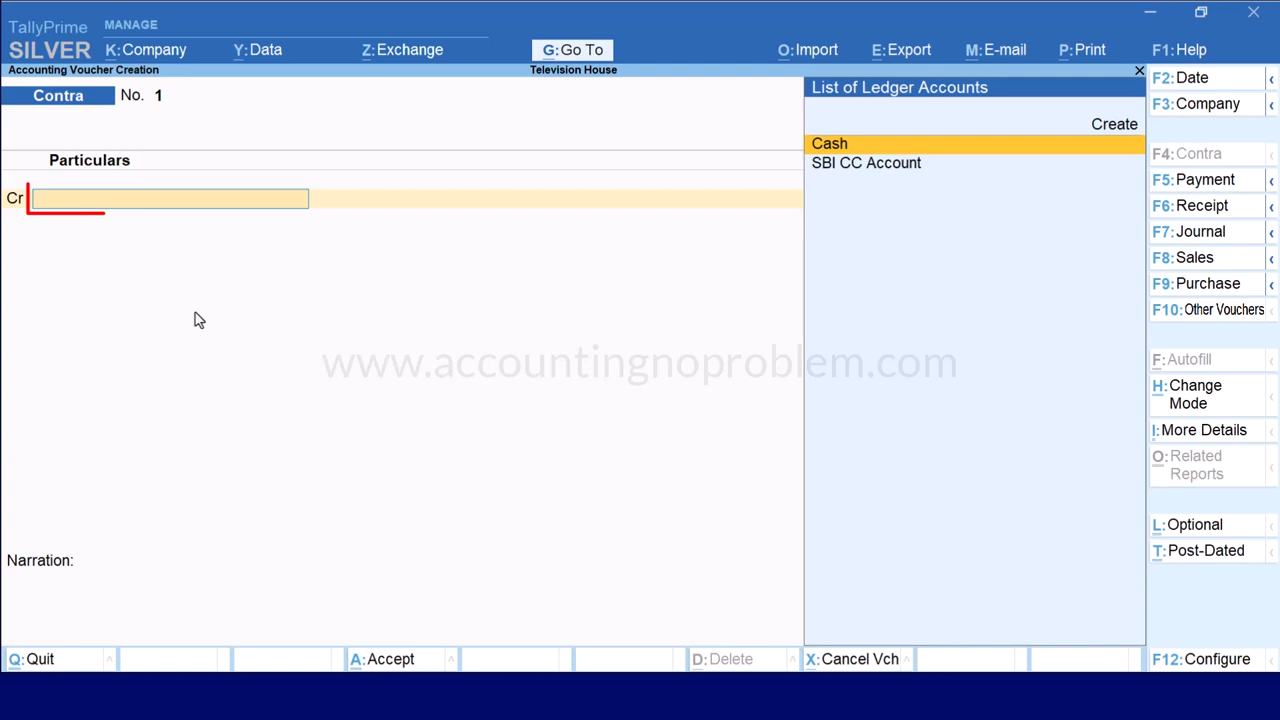 TallyPrime MANAGE
SILVER K:Company Y:Data Z:Exchange G:Go To O:Import E:Export M:E-mail P:Print F1:Help
Accounting Voucher Creation Television House
Contra No. 1
Particulars
Cr
List of Ledger Accounts
Create
Cash
SBI CC Account
F2:Date
F3:Company
F4:Contra
F5:Payment
F6:Receipt
F7:Journal
F8:Sales
F9:Purchase
F10:Other Vouchers
F:Autofill
H:Change
Mode
I:More Details
O:Related
Reports
L:Optional
T:Post-Dated
www.accountingnoproblem.com
Narration:
Q:Quit A:Accept D:Delete X:Cancel Vch F12:Configure